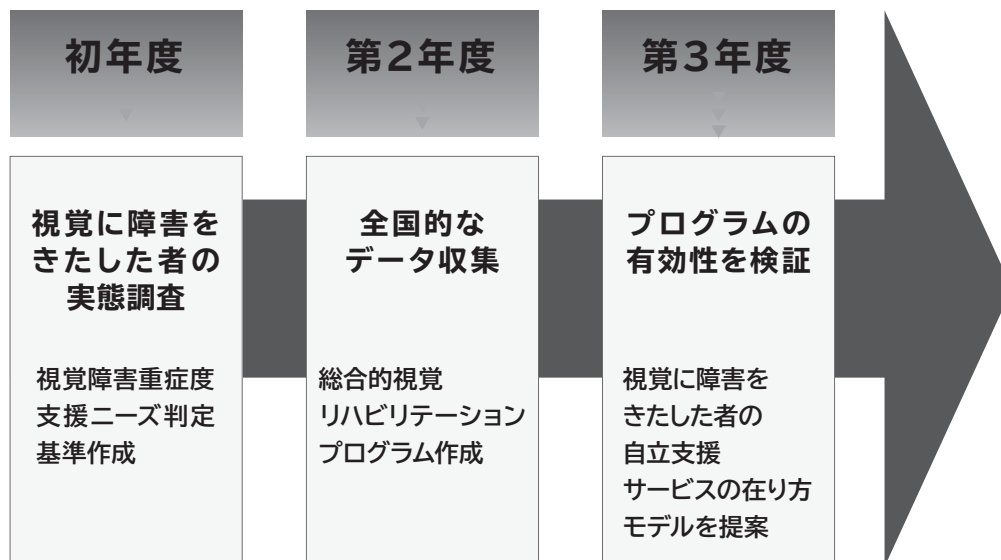 初年度
視覚に障害を
きたした者の
実態調査
視覚障害重症度
支援ニーズ判定
基準作成
第2年度
全国的な
データ収集
総合的視覚
リハビリテーション
プログラム作成
第3年度
プログラムの
有効性を検証
視覚に障害を
きたした者の
自立支援
サービスの在り方
モデルを提案